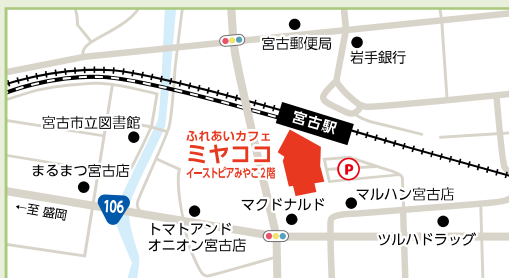 宮古郵便局
岩手銀行
宮古駅
宮古市立図書館
ふれあいカフェ
ミヤココ
イーストピアみやこ2階
P
まるまつ宮古店
マルハン宮古店
106
マクドナルド
←至 盛岡
トマトアンド
オニオン宮古店
ツルハドラッグ